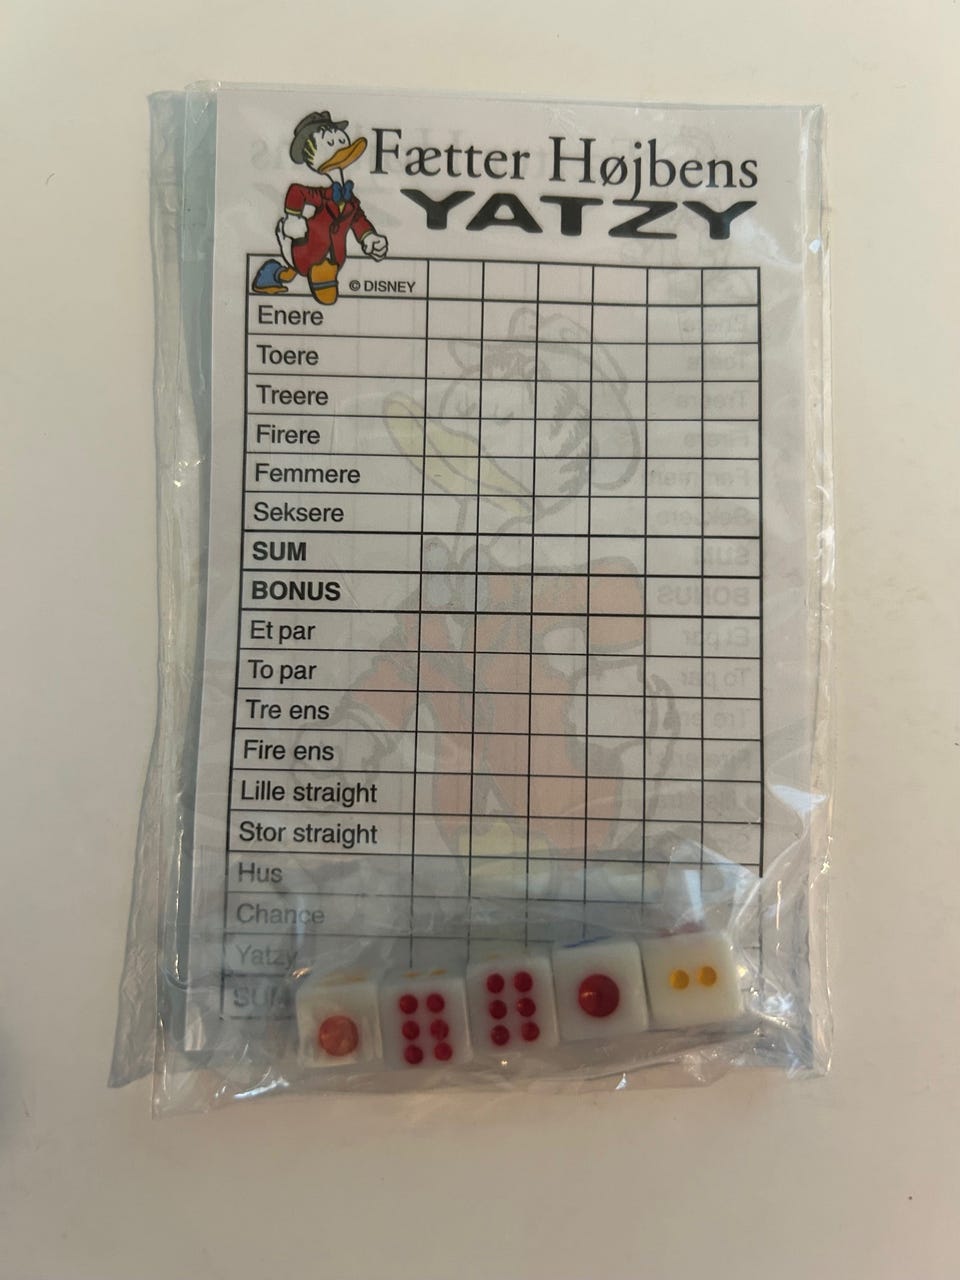 Fætter Højbens
YATZY
© DISNEY
Enere
Toere
Treere
Firere
Femmere
Seksere
SUM
BONUS
Et par
To par
Tre ens
Fire ens
Lille straight
Stor straight
Hus
Chance
Yatzy
SUM